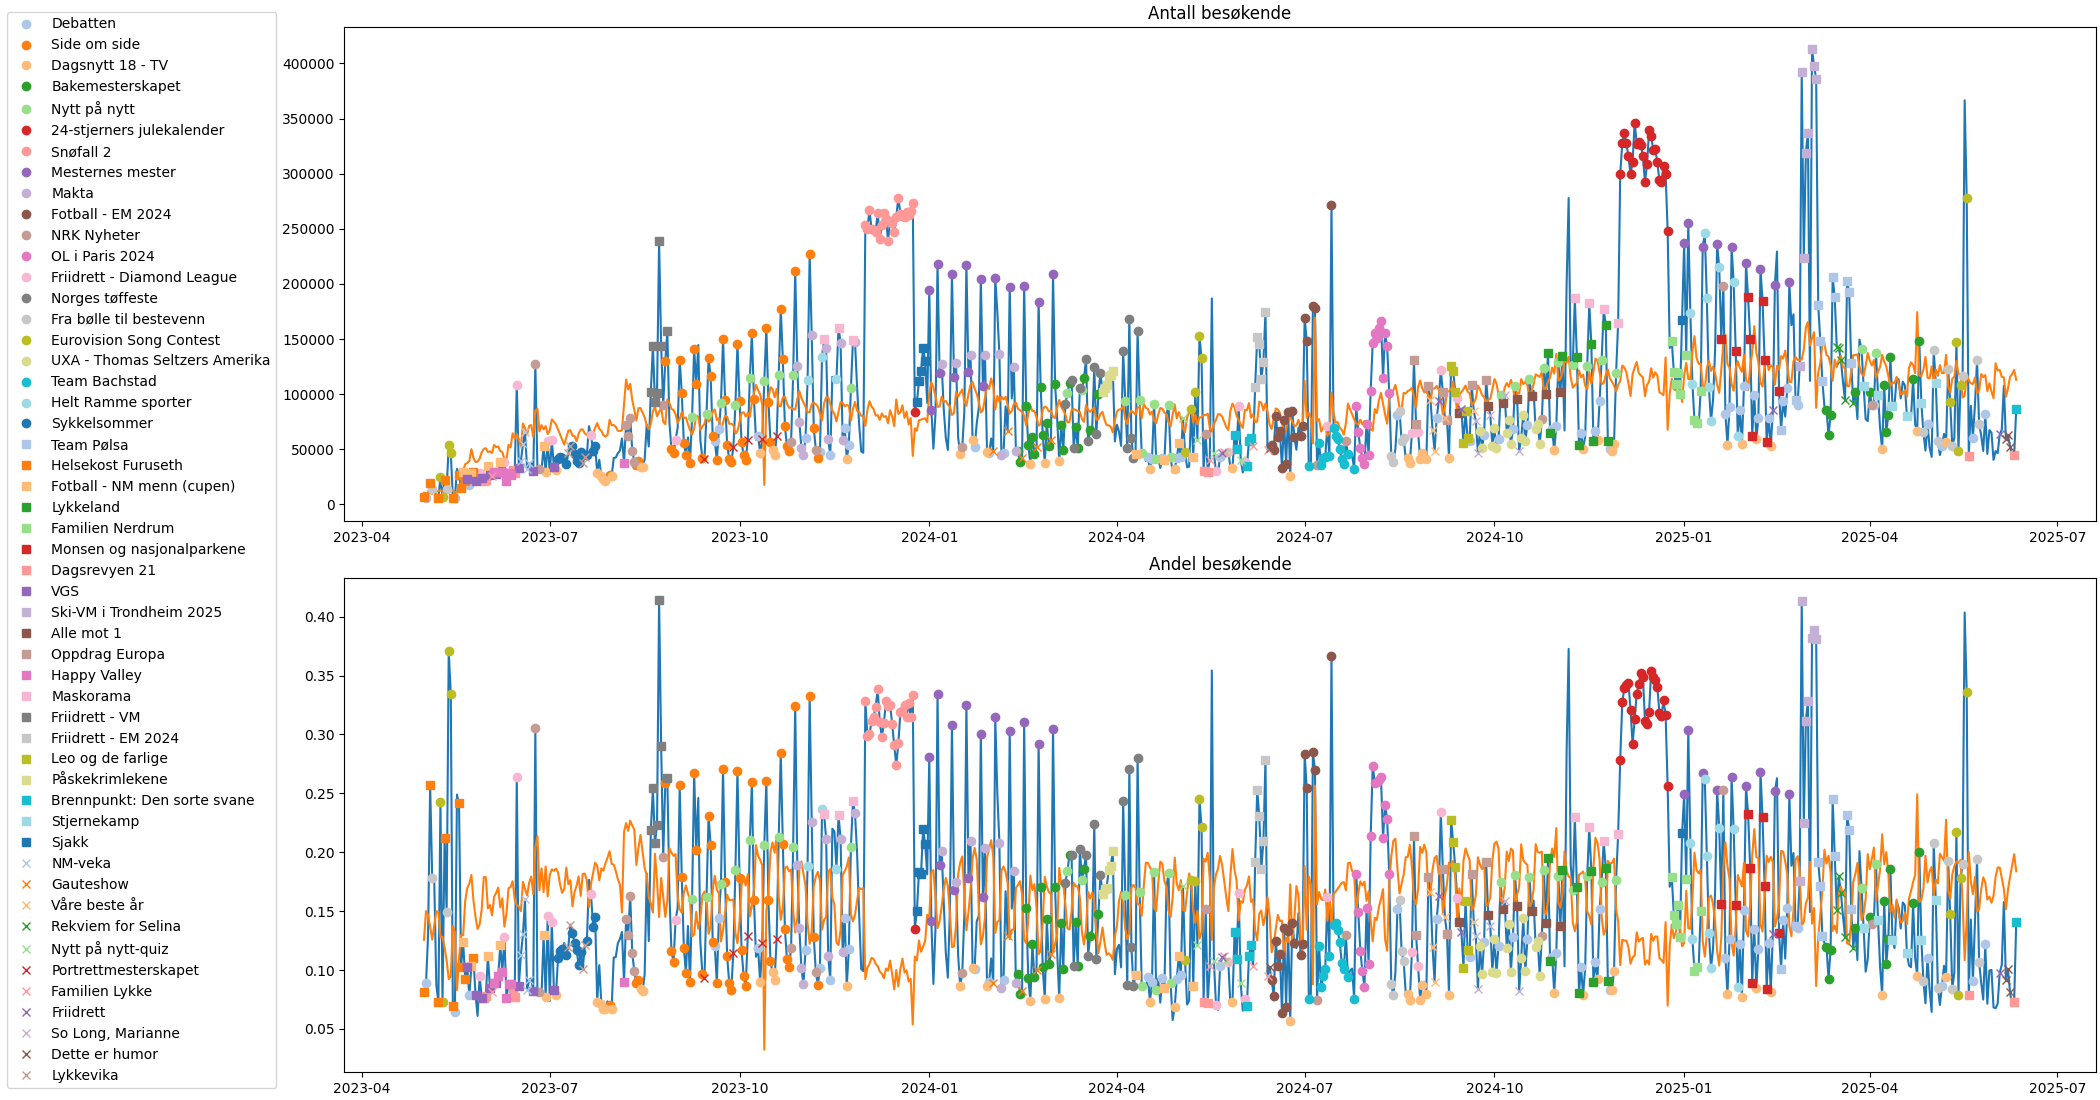 Debatten
Side om side
Dagsnytt 18 - TV
Bakemesterskapet
Nytt på nytt
24-stjerners julekalender
Snøfall 2
Mesternes mester
Makta
Fotball - EM 2024
NRK Nyheter
OL i Paris 2024
Friidrett - Diamond League
Norges tøffeste
Fra bølle til bestevenn
Eurovision Song Contest
UXA - Thomas Seltzers Amerika
Team Bachstad
Helt Ramme sporter
Sykkelsommer
Team Pølsa
Helsekost Furuseth
Fotball - NM menn (cupen)
Lykkeland
Familien Nerdrum
Monsen og nasjonalparkene
Dagsrevyen 21
VGS
Ski-VM i Trondheim 2025
Alle mot 1
Oppdrag Europa
Happy Valley
Maskorama
Friidrett - VM
Friidrett - EM 2024
Leo og de farlige
Påskekrimlekene
Brennpunkt: Den sorte svane
Stjernekamp
Sjakk
NM-veka
Gauteshow
Våre beste år
Rekviem for Selina
Nytt på nytt-quiz
Portrettmesterskapet
Familien Lykke
Friidrett
So Long, Marianne
Dette er humor
Lykkevika
Antall besøkende
400000
350000
300000
250000
200000
150000
100000
50000
0
2023-04 2023-07 2023-10 2024-01 2024-04 2024-07 2024-10 2025-01 2025-04 2025-07
Andel besøkende
0.40
0.35
0.30
0.25
0.20
0.15
0.10
0.05
2023-04 2023-07 2023-10 2024-01 2024-04 2024-07 2024-10 2025-01 2025-04 2025-07